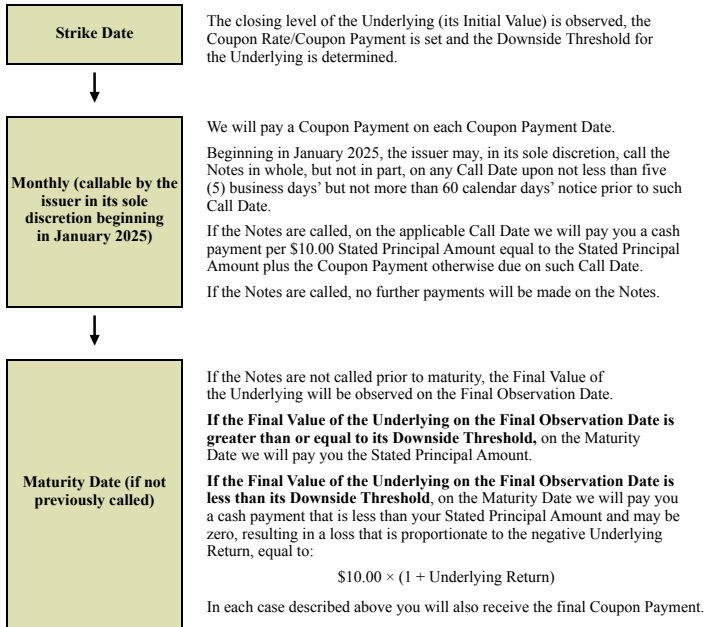 Strike Date
The closing level of the Underlying (its Initial Value) is observed, the
Coupon Rate/Coupon Payment is set and the Downside Threshold for
the Underlying is determined.
Monthly (callable by the
issuer in its sole
discretion beginning
in January 2025)
We will pay a Coupon Payment on each Coupon Payment Date.
Beginning in January 2025, the issuer may, in its sole discretion, call the
Notes in whole, but not in part, on any Call Date upon not less than five
(5) business days’ but not more than 60 calendar days’ notice prior to such
Call Date.
If the Notes are called, on the applicable Call Date we will pay you a cash
payment per $10.00 Stated Principal Amount equal to the Stated Principal
Amount plus the Coupon Payment otherwise due on such Call Date.
If the Notes are called, no further payments will be made on the Notes.
Maturity Date (if not
previously called)
If the Notes are not called prior to maturity, the Final Value of
the Underlying will be observed on the Final Observation Date.
If the Final Value of the Underlying on the Final Observation Date is
greater than or equal to its Downside Threshold, on the Maturity
Date we will pay you the Stated Principal Amount.
If the Final Value of the Underlying on the Final Observation Date is
less than its Downside Threshold, on the Maturity Date we will pay you
a cash payment that is less than your Stated Principal Amount and may be
zero, resulting in a loss that is proportionate to the negative Underlying
Return, equal to:
$10.00 × (1 + Underlying Return)
In each case described above you will also receive the final Coupon Payment.